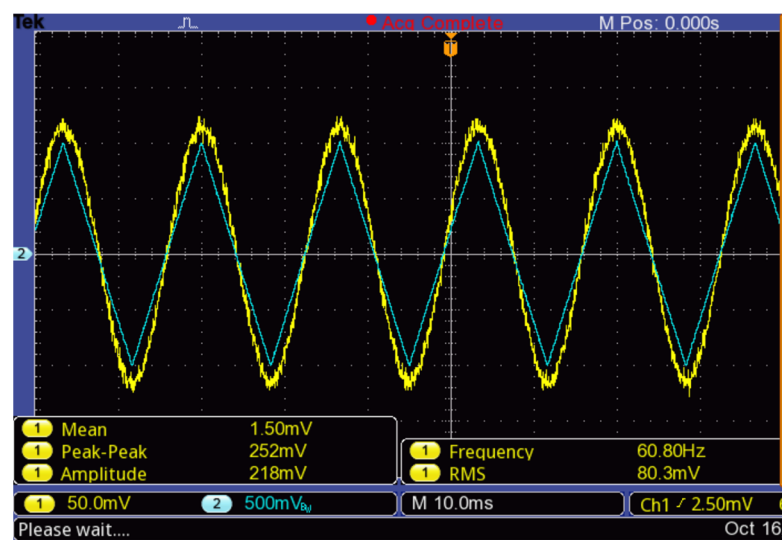 Tek Acq Complete M Pos: 0.000s
T
2
1 Mean 1.50mV
1 Peak-Peak 252mV
1 Amplitude 218mV
1 Frequency 60.80Hz
1 RMS 80.3mV
1 50.0mV 2 500mVBW M 10.0ms Ch1 2.50mV
Please wait.... Oct 16